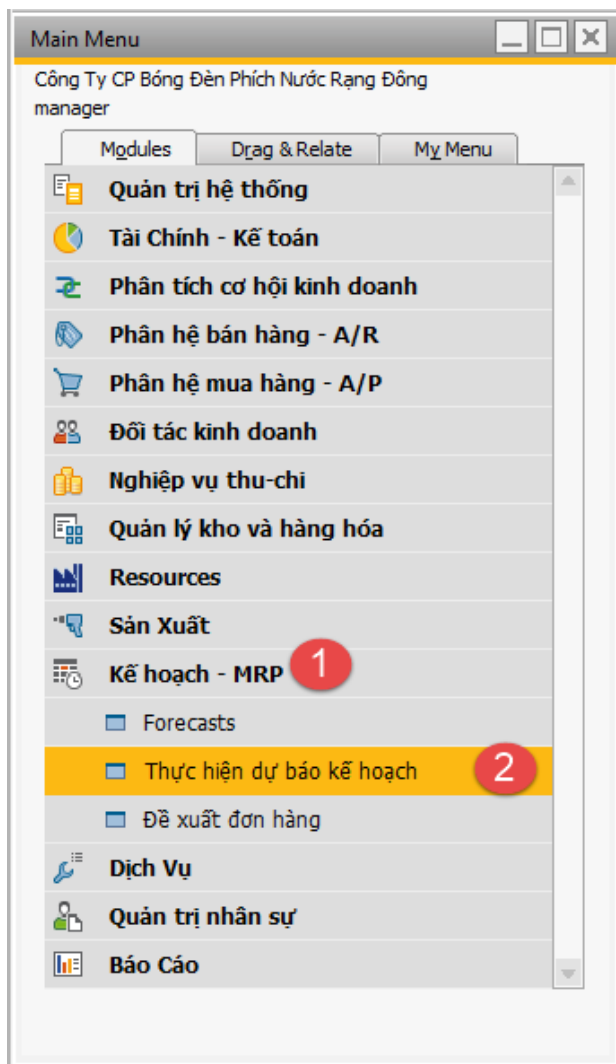 Main Menu
Công Ty CP Bóng Đèn Phích Nước Rạng Đông
manager
Modules Drag & Relate My Menu
Quản trị hệ thống
Tài Chính - Kế toán
Phân tích cơ hội kinh doanh
Phân hệ bán hàng - A/R
Phân hệ mua hàng - A/P
Đối tác kinh doanh
Nghiệp vụ thu-chi
Quản lý kho và hàng hóa
Resources
Sản Xuất
Kế hoạch - MRP 1
Forecasts
Thực hiện dự báo kế hoạch 2
Đề xuất đơn hàng
Dịch Vụ
Quản trị nhân sự
Báo Cáo